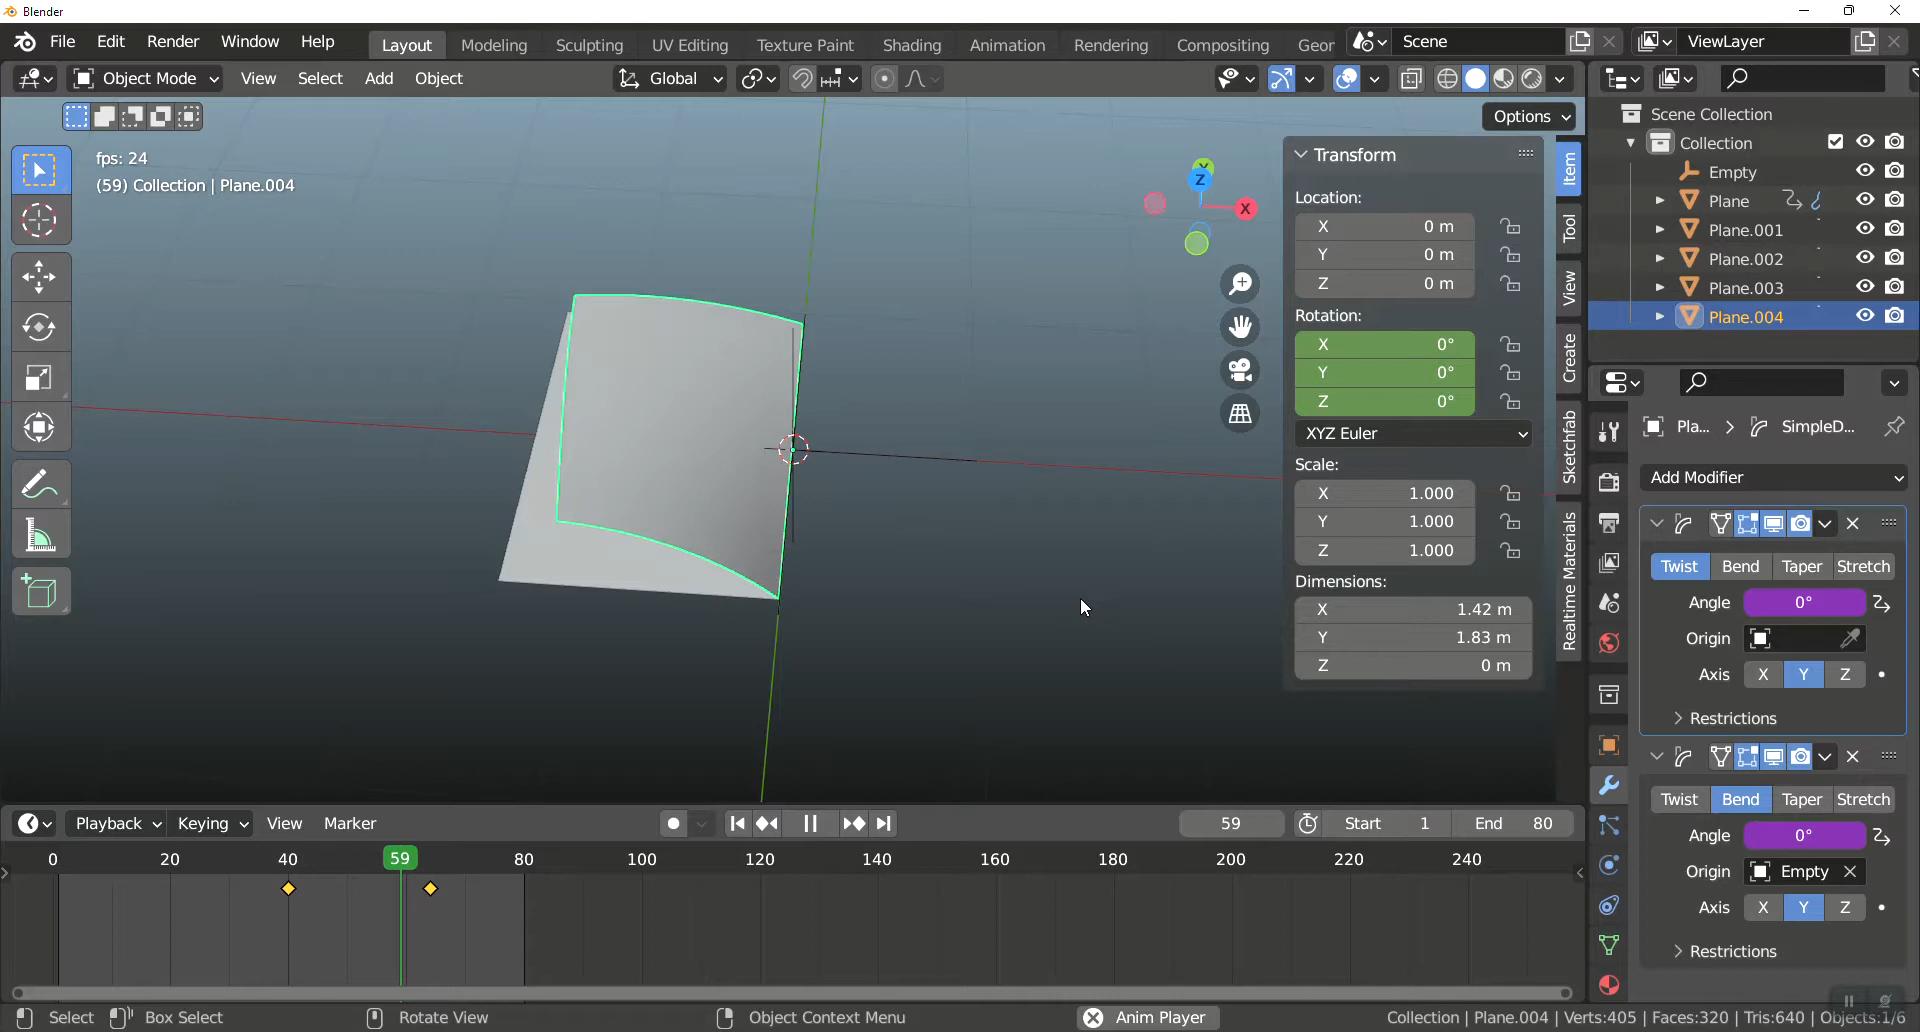 Blender
File Edit Render Window Help Layout Modeling Sculpting UV Editing Texture Paint Shading Animation Rendering Compositing Geor Scene ViewLayer
Object Mode View Select Add Object Global
Options
fps: 24
(59) Collection | Plane.004
Y
Z
X
Transform
Location:
X 0 m
Y 0 m
Z 0 m
Rotation:
X 0°
Y 0°
Z 0°
XYZ Euler
Scale:
X 1.000
Y 1.000
Z 1.000
Dimensions:
X 1.42 m
Y 1.83 m
Z 0 m
Item
Tool
View
Create
Sketchfab
Realtime Materials
Scene Collection
Collection
Empty
Plane
Plane.001
Plane.002
Plane.003
Plane.004
Pla... SimpleD...
Add Modifier
Twist Bend Taper Stretch
Angle 0°
Origin
Axis X Y Z
Restrictions
Twist Bend Taper Stretch
Angle 0°
Origin Empty
Axis X Y Z
Restrictions
Playback Keying View Marker 59 Start 1 End 80
0 20 40 59 80 100 120 140 160 180 200 220 240
Select Box Select Rotate View Object Context Menu Anim Player Collection | Plane.004 | Verts:405 | Faces:320 | Tris:640 | Objects:1/6